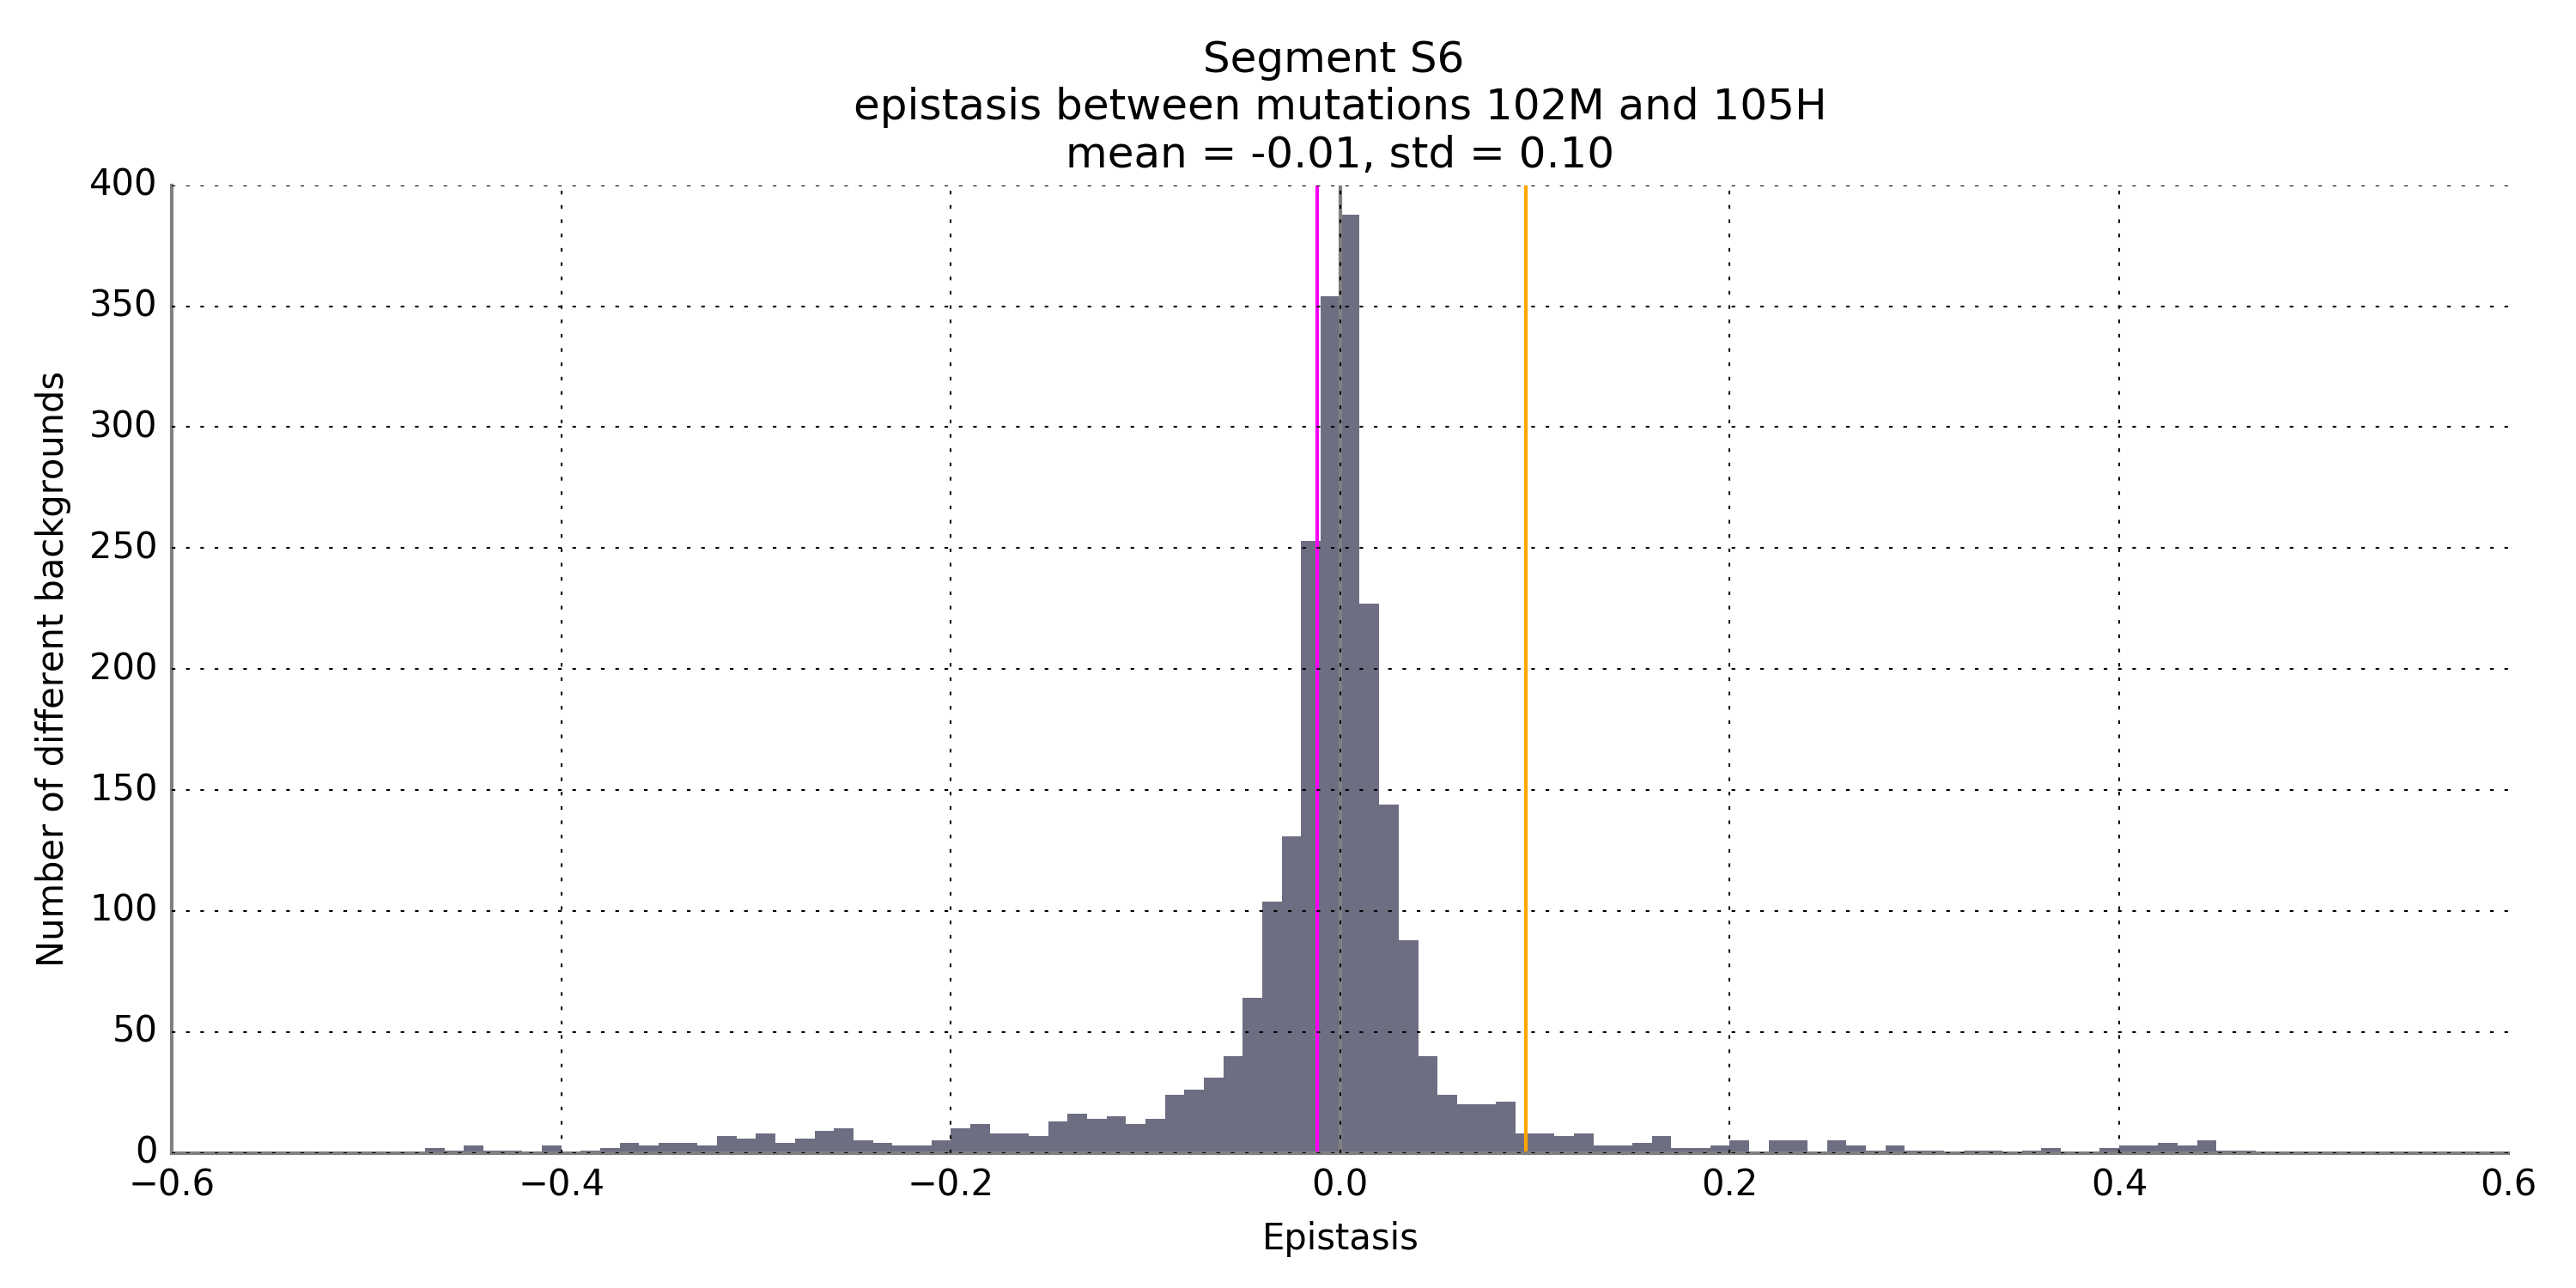 Segment S6
epistasis between mutations 102M and 105H
mean = -0.01, std = 0.10
400
350
300
250
200
150
100
50
0
Number of different backgrounds
−0.6 −0.4 −0.2 0.0 0.2 0.4 0.6
Epistasis